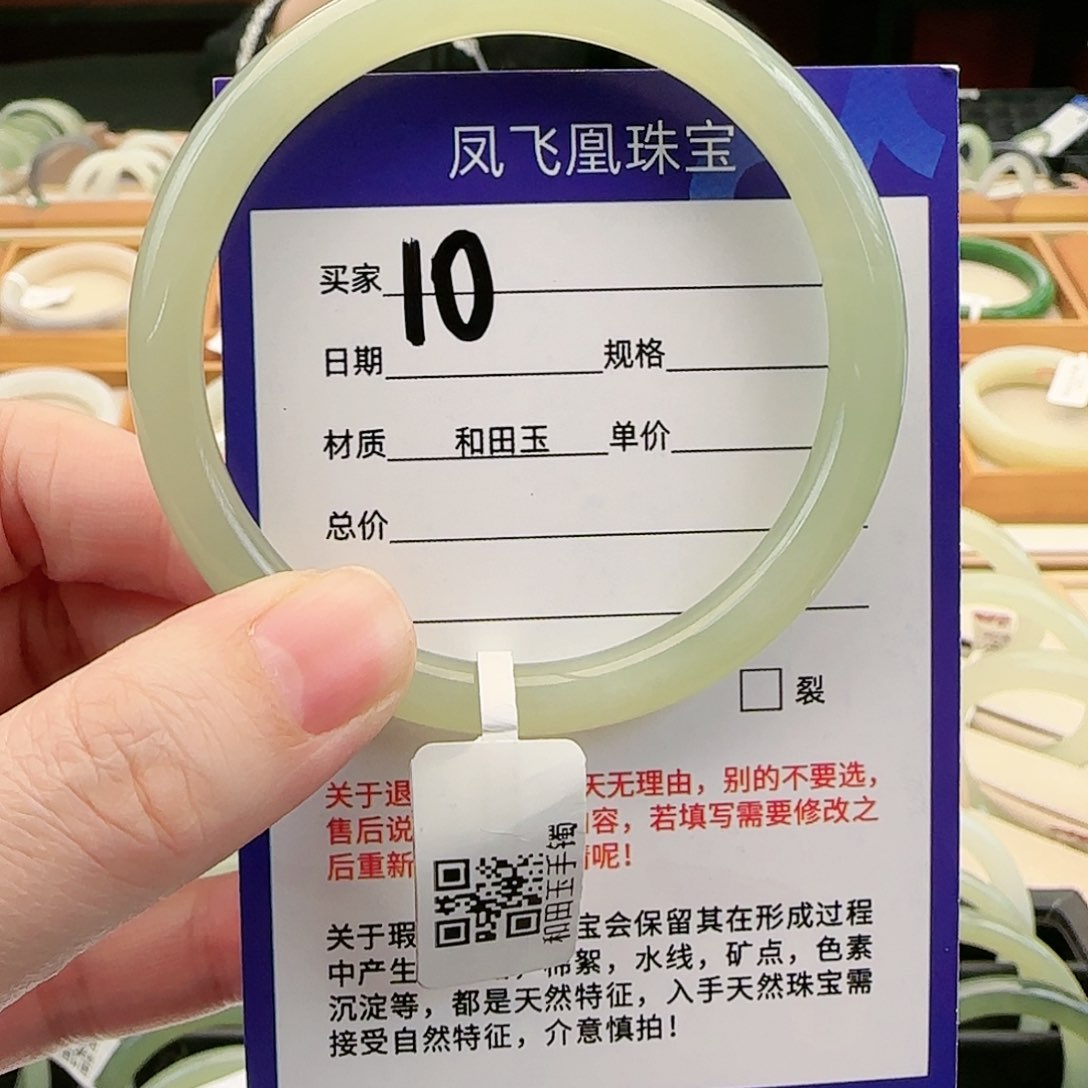 凤飞凰珠宝
买家 10
日期 规格
材质 和田玉 单价
总价
裂
关于退 天无理由，别的不要选，
售后说 容，若填写需要修改之
后重新 情呢！
关于瑕 宝会保留其在形成过程
中产生 棉絮，水线，矿点，色素
沉淀等，都是天然特征，入手天然珠宝需
接受自然特征，介意慎拍！
和田玉手镯